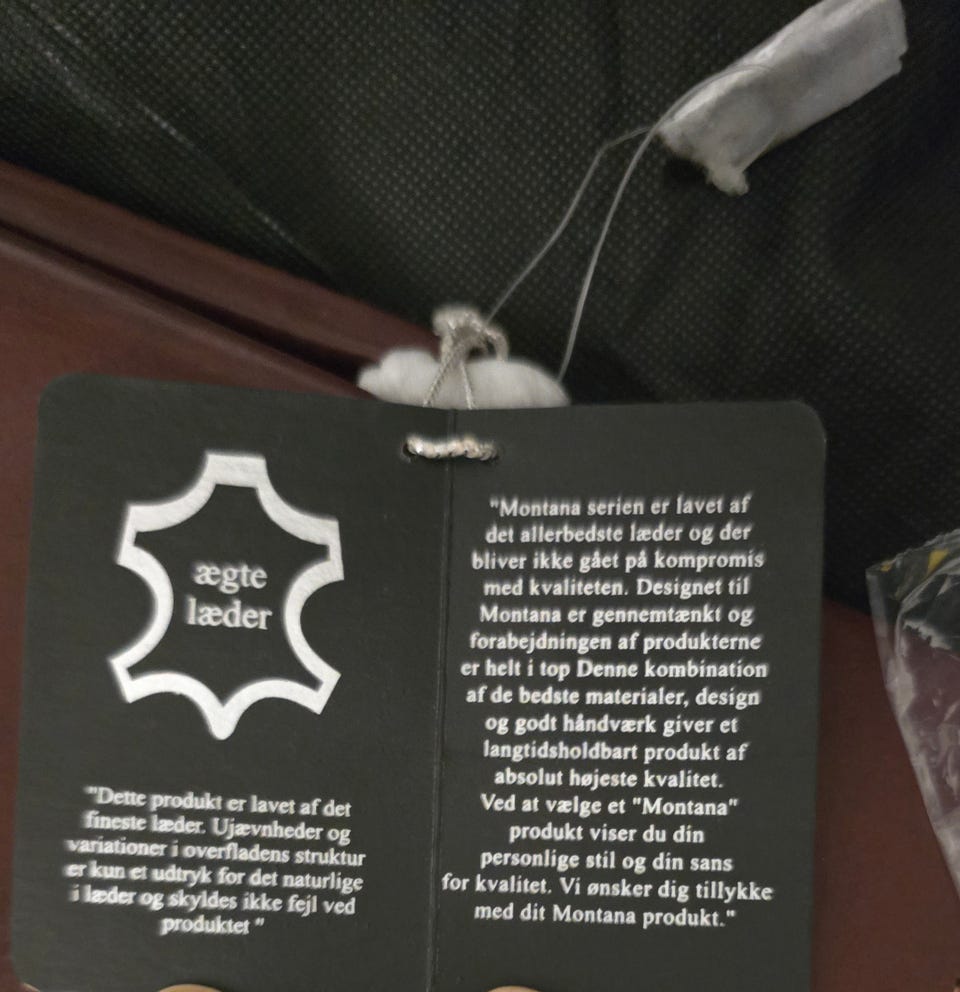 ægte
læder
"Dette produkt er lavet af det
fineste læder. Ujævnheder og
variationer i overfladens struktur
er kun et udtryk for det naturlige
i læder og skyldes ikke fejl ved
produktet "
"Montana serien er lavet af
det allerbedste læder og der
bliver ikke gået på kompromis
med kvaliteten. Designet til
Montana er gennemtænkt og
forabejdningen af produkterne
er helt i top Denne kombination
af de bedste materialer, design
og godt håndværk giver et
langtidsholdbart produkt af
absolut højeste kvalitet.
Ved at vælge et "Montana"
produkt viser du din
personlige stil og din sans
for kvalitet. Vi ønsker dig tillykke
med dit Montana produkt."